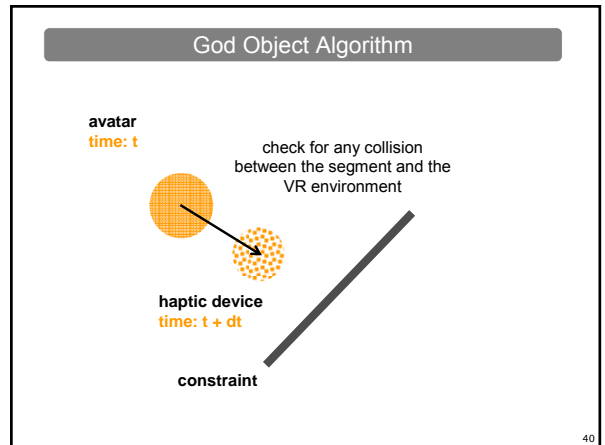 God Object Algorithm
avatar
time: t
check for any collision
between the segment and the
VR environment
haptic device
time: t + dt
constraint
40